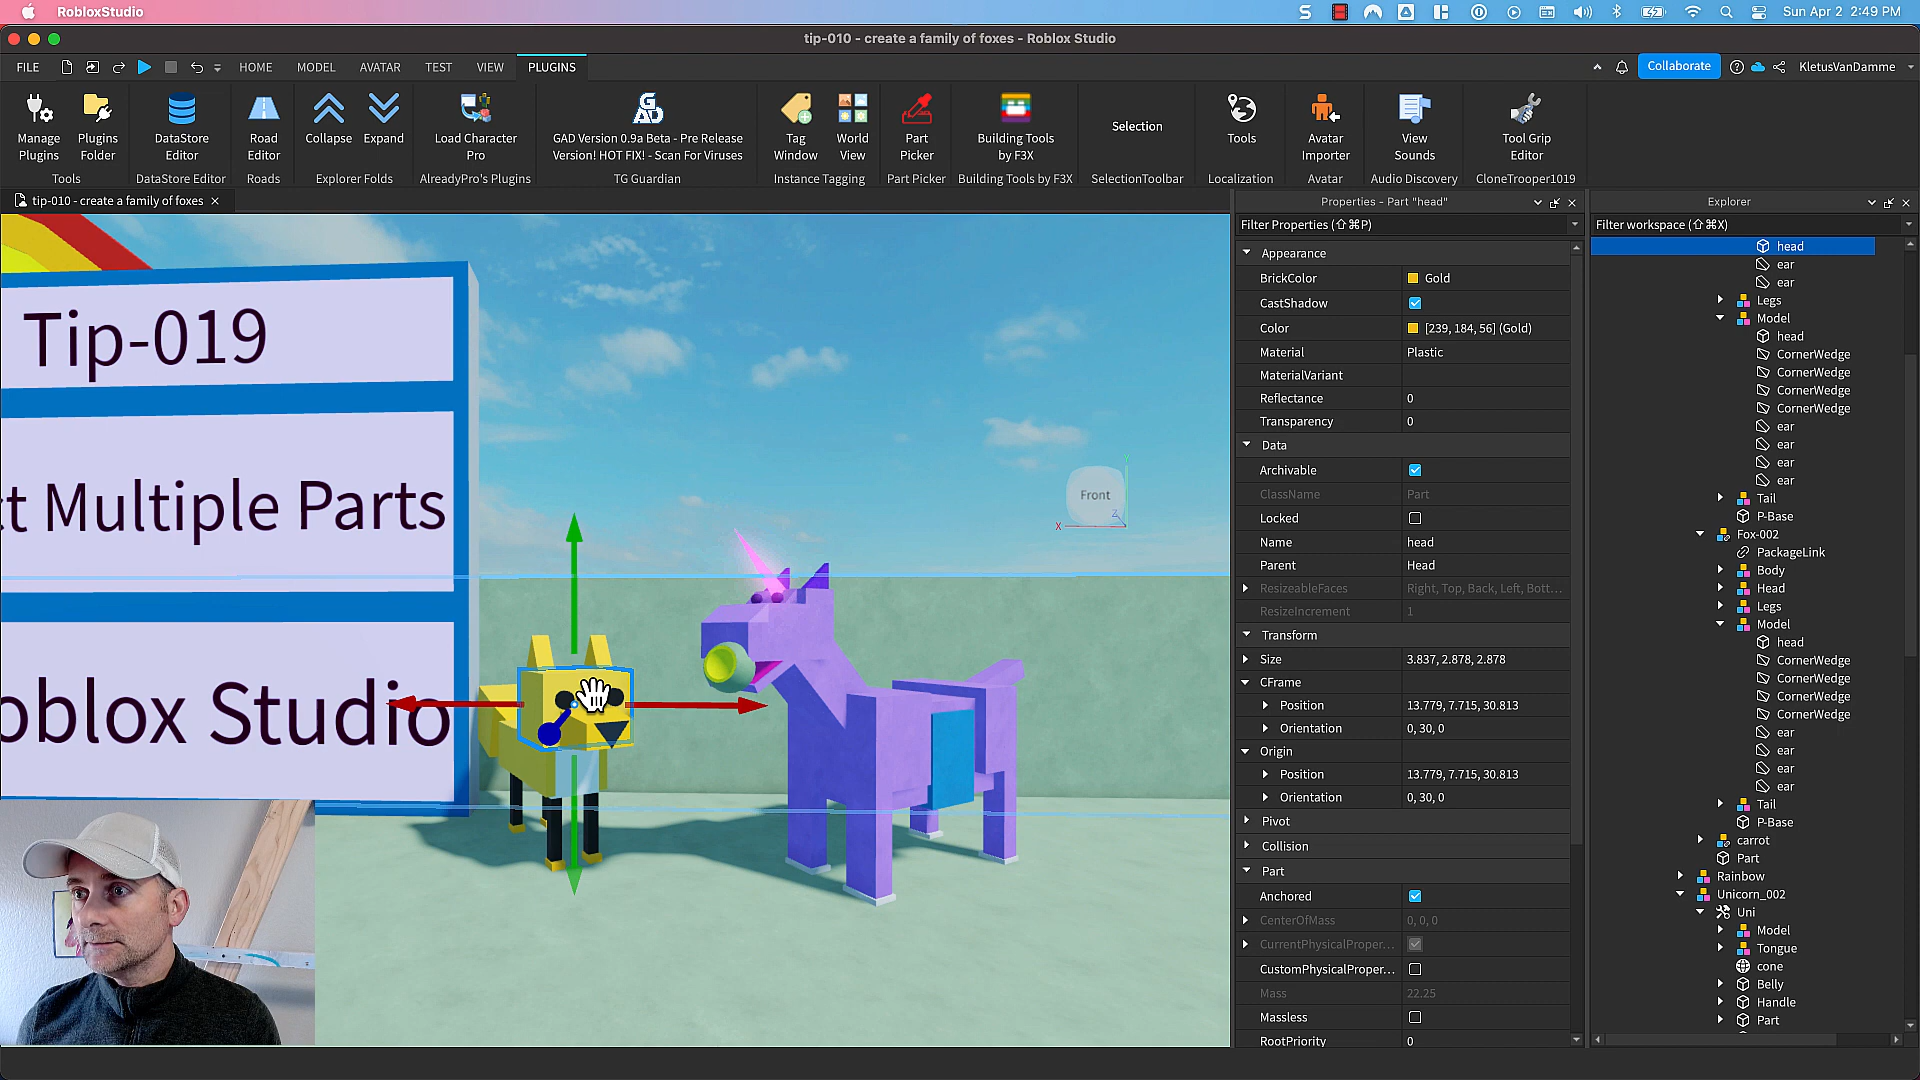 RobloxStudio
Sun Apr 2 2:49 PM
tip-010 - create a family of foxes - Roblox Studio
FILE
HOME
MODEL
AVATAR
TEST
VIEW
PLUGINS
Collaborate
KletusVanDamme
Manage Plugins
Plugins Folder
DataStore Editor
Road Editor
Collapse
Expand
Load Character Pro
GAD Version 0.9a Beta - Pre Release
Version! HOT FIX! - Scan For Viruses
Tag Window
World View
Part Picker
Building Tools by F3X
Selection
Tools
Avatar Importer
View Sounds
Tool Grip Editor
Tools
DataStore Editor
Roads
Explorer Folds
AlreadyPro's Plugins
TG Guardian
Instance Tagging
Part Picker
Building Tools by F3X
SelectionToolbar
Localization
Avatar
Audio Discovery
CloneTrooper1019
tip-010 - create a family of foxes
Tip-019
ct Multiple Parts
oblox Studio
Front
X
Y
Z
Properties - Part "head"
Filter Properties (⇧⌘P)
Appearance
BrickColor Gold
CastShadow
Color [239, 184, 56] (Gold)
Material Plastic
MaterialVariant
Reflectance 0
Transparency 0
Data
Archivable
ClassName Part
Locked
Name head
Parent Head
ResizeableFaces Right, Top, Back, Left, Bott...
ResizeIncrement 1
Transform
Size 3.837, 2.878, 2.878
CFrame
Position 13.779, 7.715, 30.813
Orientation 0, 30, 0
Origin
Position 13.779, 7.715, 30.813
Orientation 0, 30, 0
Pivot
Collision
Part
Anchored
CenterOfMass 0, 0, 0
CurrentPhysicalProper...
CustomPhysicalProper...
Mass 22.25
Massless
RootPriority 0
Explorer
Filter workspace (⇧⌘X)
head
ear
ear
Legs
Model
head
CornerWedge
CornerWedge
CornerWedge
CornerWedge
ear
ear
ear
ear
Tail
P-Base
Fox-002
PackageLink
Body
Head
Legs
Model
head
CornerWedge
CornerWedge
CornerWedge
CornerWedge
ear
ear
ear
ear
Tail
P-Base
carrot
Part
Rainbow
Unicorn_002
Uni
Model
Tongue
cone
Belly
Handle
Part